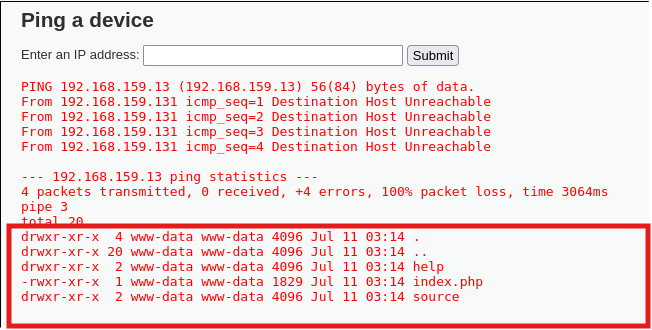 Ping a device
Enter an IP address: Submit
PING 192.168.159.13 (192.168.159.13) 56(84) bytes of data.
From 192.168.159.131 icmp_seq=1 Destination Host Unreachable
From 192.168.159.131 icmp_seq=2 Destination Host Unreachable
From 192.168.159.131 icmp_seq=3 Destination Host Unreachable
From 192.168.159.131 icmp_seq=4 Destination Host Unreachable
--- 192.168.159.13 ping statistics ---
4 packets transmitted, 0 received, +4 errors, 100% packet loss, time 3064ms
pipe 3
total 20
drwxr-xr-x  4 www-data www-data 4096 Jul 11 03:14 .
drwxr-xr-x 20 www-data www-data 4096 Jul 11 03:14 ..
drwxr-xr-x  2 www-data www-data 4096 Jul 11 03:14 help
-rwxr-xr-x  1 www-data www-data 1829 Jul 11 03:14 index.php
drwxr-xr-x  2 www-data www-data 4096 Jul 11 03:14 source